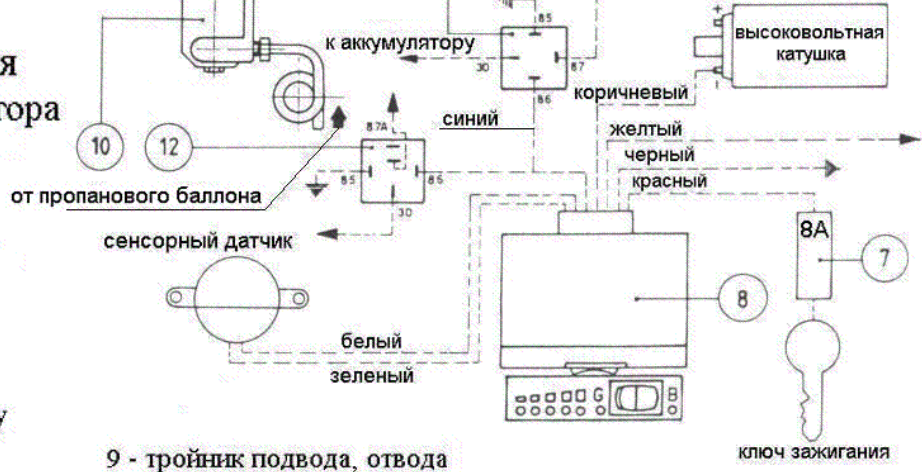 85
+
высоковольтная
катушка
-
к аккумулятору
30
87
86
коричневый
синий
желтый
черный
красный
я
тора
10
12
87A
85
86
30
от пропанового баллона
сенсорный датчик
8A
7
8
белый
зеленый
G
B
у
ключ зажигания
9 - тройник подвода, отвода